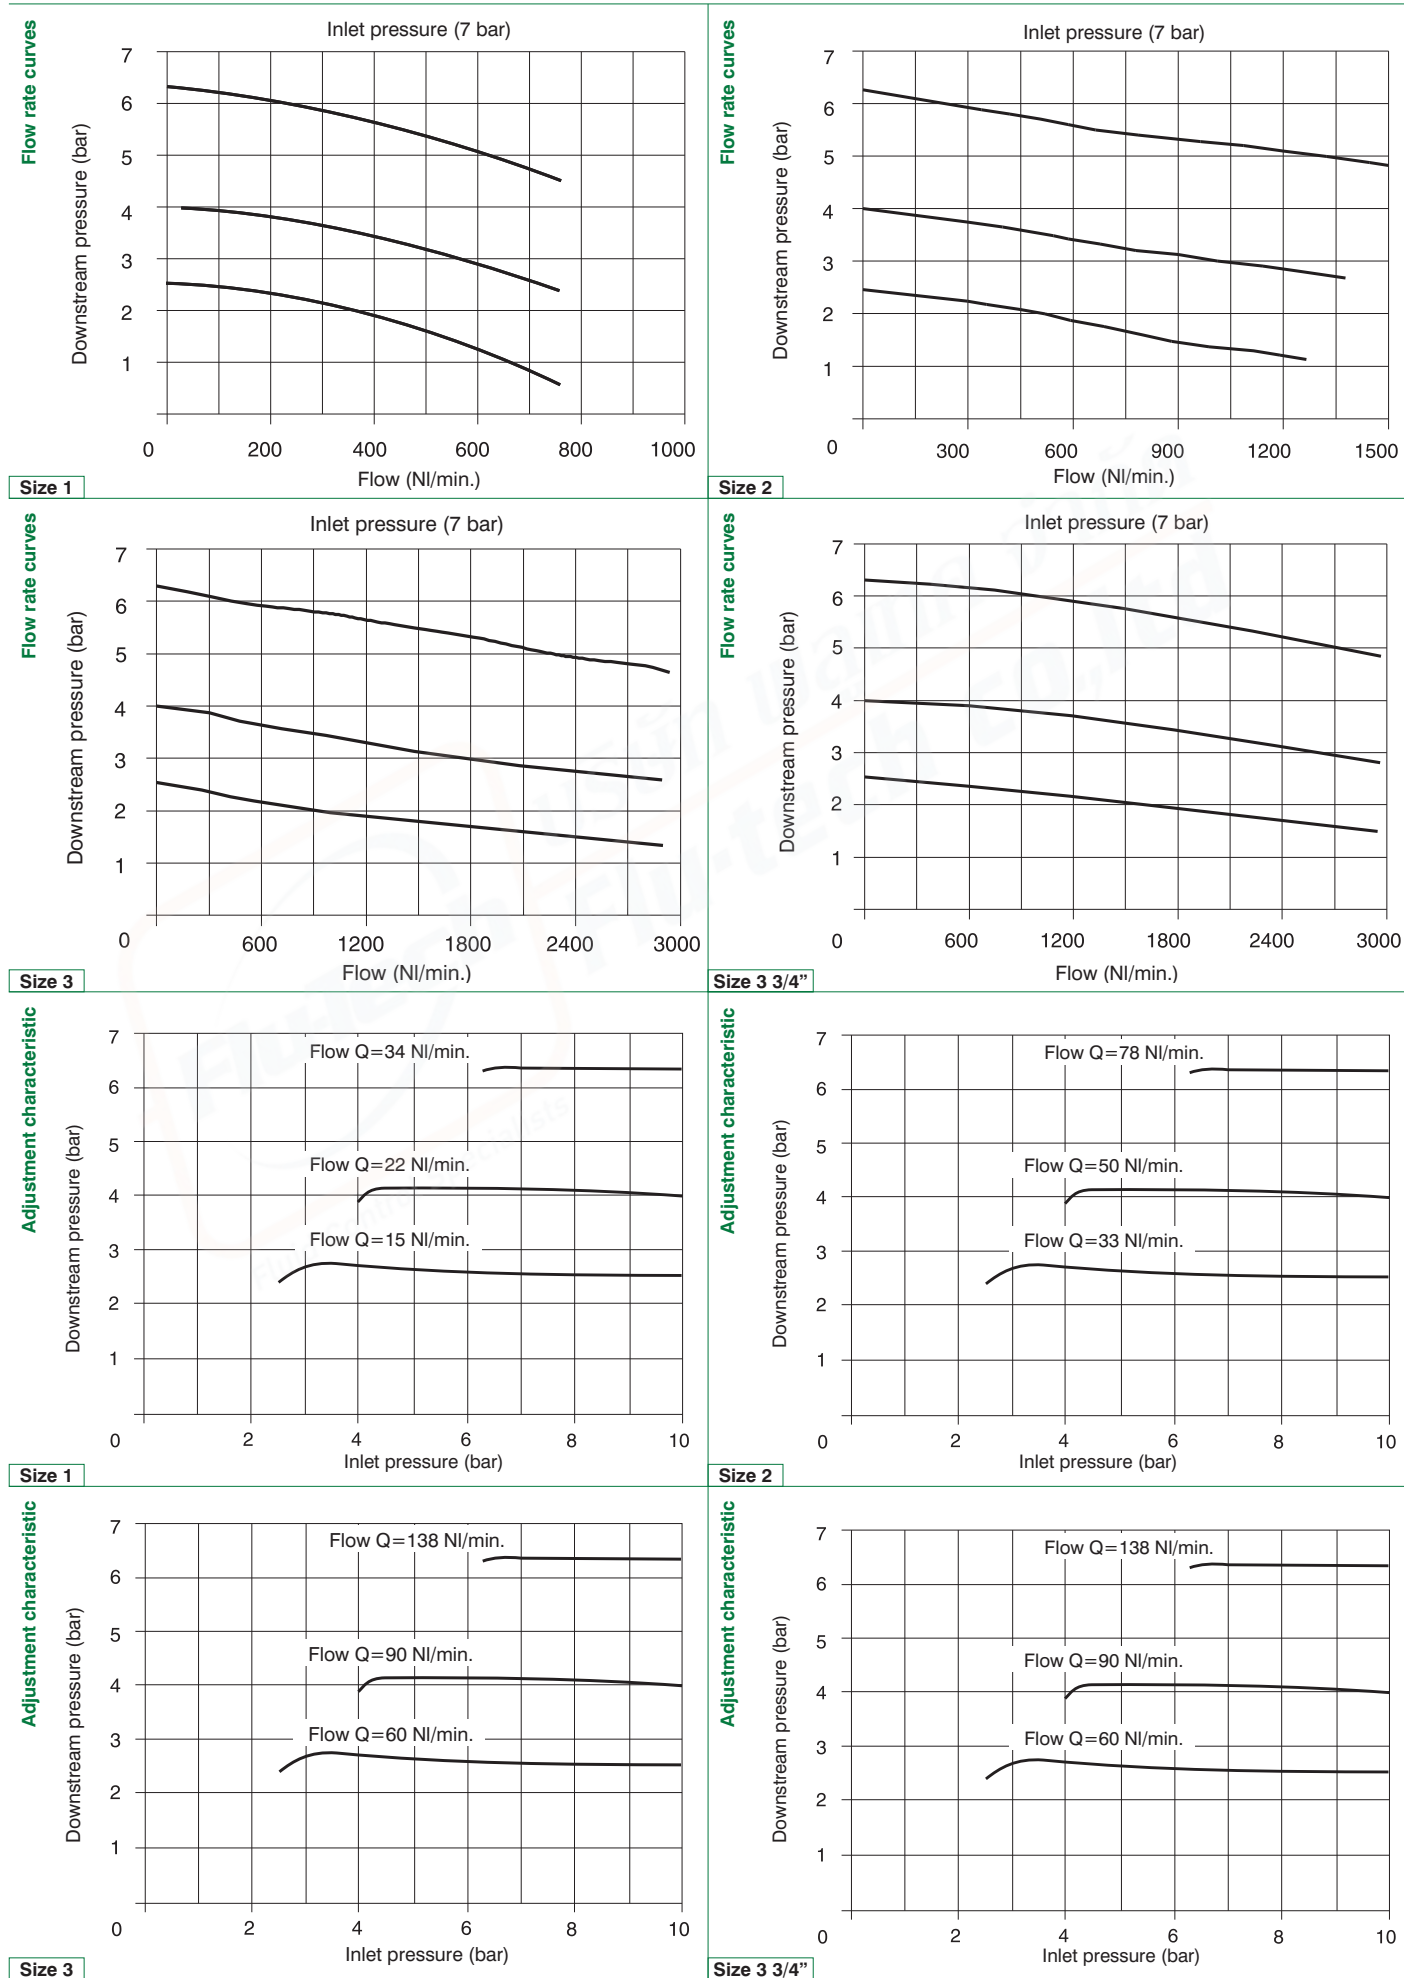 Flow rate curves
Inlet pressure (7 bar)
Downstream pressure (bar)
7
6
5
4
3
2
1
0 200 400 600 800 1000
Flow (Nl/min.)
Size 1
Flow rate curves
Inlet pressure (7 bar)
Downstream pressure (bar)
7
6
5
4
3
2
1
0 300 600 900 1200 1500
Flow (Nl/min.)
Size 2
Flow rate curves
Inlet pressure (7 bar)
Downstream pressure (bar)
7
6
5
4
3
2
1
0 600 1200 1800 2400 3000
Flow (Nl/min.)
Size 3
Flow rate curves
Inlet pressure (7 bar)
Downstream pressure (bar)
7
6
5
4
3
2
1
0 600 1200 1800 2400 3000
Flow (Nl/min.)
Size 3 3/4”
Adjustment characteristic
Downstream pressure (bar)
7
6
5
4
3
2
1
Flow Q=34 Nl/min.
Flow Q=22 Nl/min.
Flow Q=15 Nl/min.
0 2 4 6 8 10
Inlet pressure (bar)
Size 1
Adjustment characteristic
Downstream pressure (bar)
7
6
5
4
3
2
1
Flow Q=78 Nl/min.
Flow Q=50 Nl/min.
Flow Q=33 Nl/min.
0 2 4 6 8 10
Inlet pressure (bar)
Size 2
Adjustment characteristic
Downstream pressure (bar)
7
6
5
4
3
2
1
Flow Q=138 Nl/min.
Flow Q=90 Nl/min.
Flow Q=60 Nl/min.
0 2 4 6 8 10
Inlet pressure (bar)
Size 3
Adjustment characteristic
Downstream pressure (bar)
7
6
5
4
3
2
1
Flow Q=138 Nl/min.
Flow Q=90 Nl/min.
Flow Q=60 Nl/min.
0 2 4 6 8 10
Inlet pressure (bar)
Size 3 3/4”
Flu-Tech
Flu-tech co.,ltd